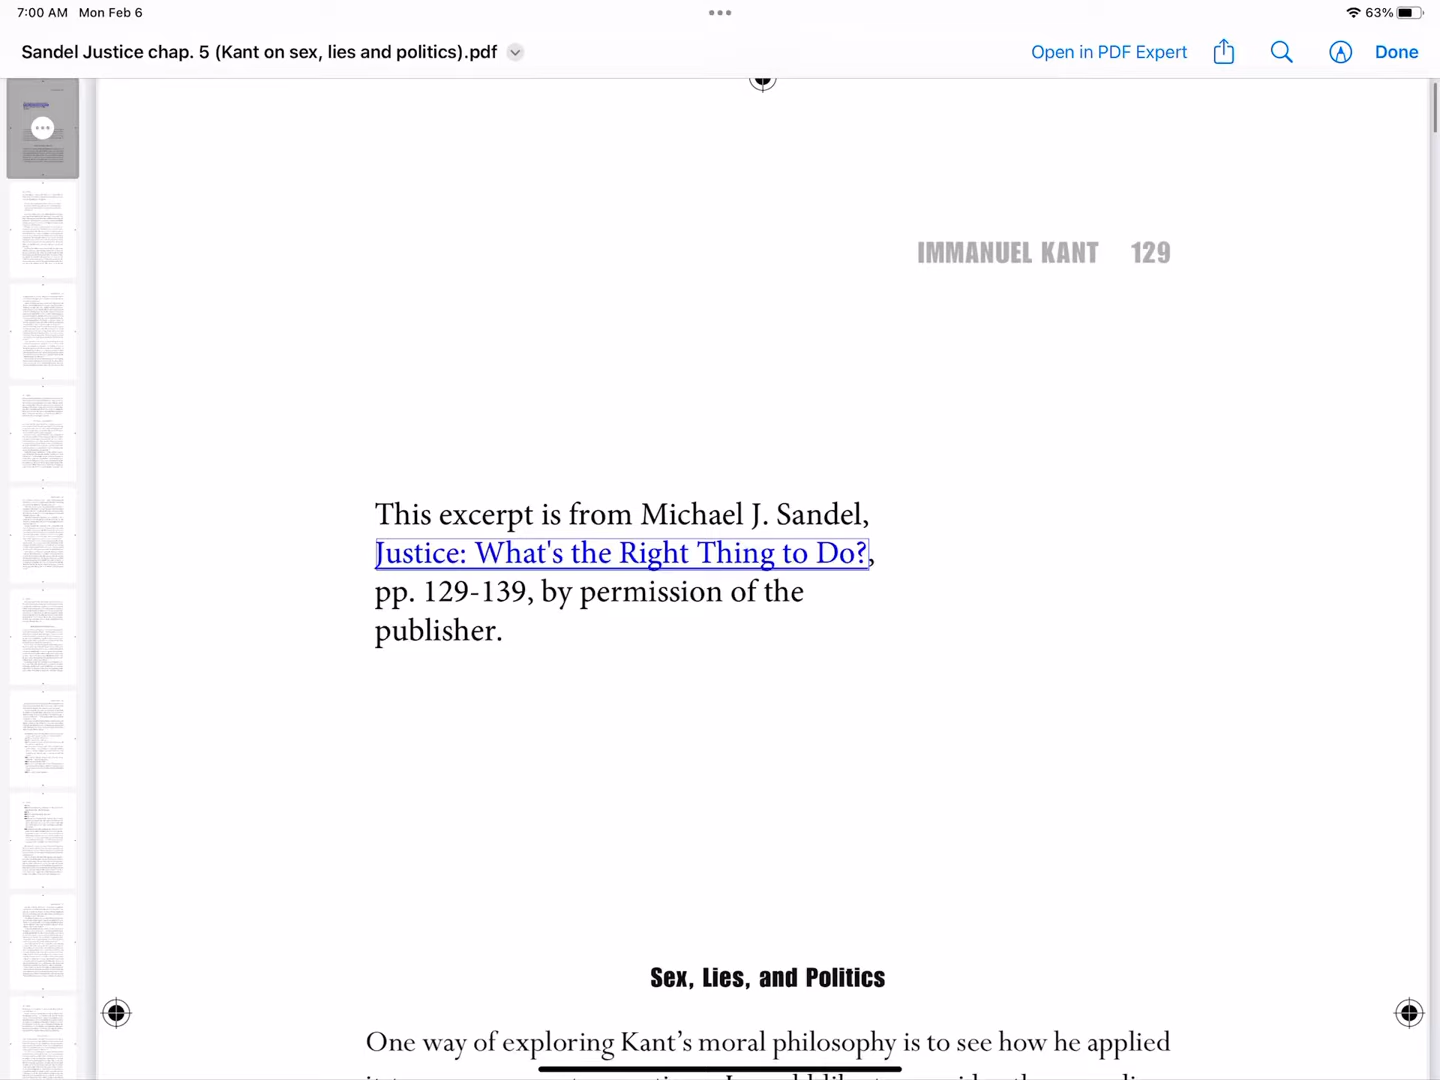 7:00 AM Mon Feb 6
63%
Sandel Justice chap. 5 (Kant on sex, lies and politics).pdf
Open in PDF Expert
Done
IMMANUEL KANT 129
This excerpt is from Michael J. Sandel,
Justice: What's the Right Thing to Do?,
pp. 129-139, by permission of the
publisher.
Sex, Lies, and Politics
One way of exploring Kant’s moral philosophy is to see how he applied